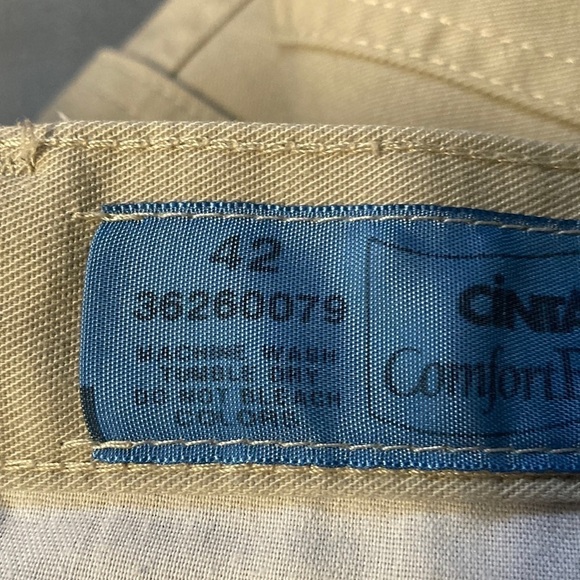 42
36260079
MACHINE WASH
TUMBLE DRY
DO NOT BLEACH
COLORS
CINTA
Comfort